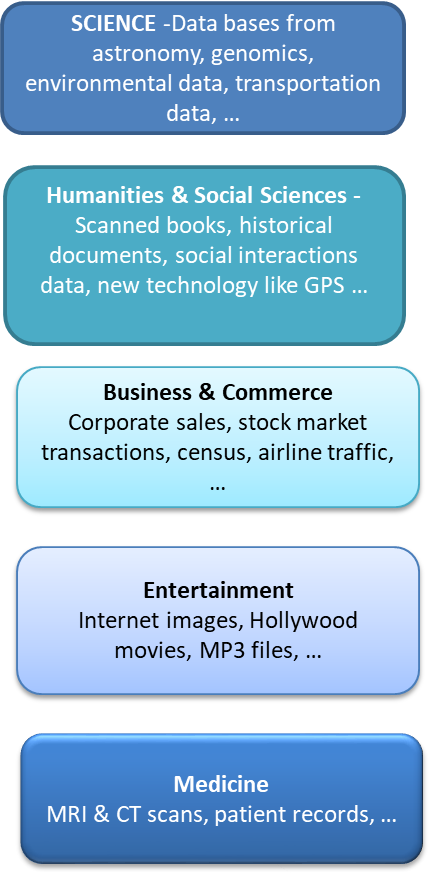 SCIENCE -Data bases from
astronomy, genomics,
environmental data, transportation
data, …
Humanities & Social Sciences -
Scanned books, historical
documents, social interactions
data, new technology like GPS …
Business & Commerce
Corporate sales, stock market
transactions, census, airline traffic,
…
Entertainment
Internet images, Hollywood
movies, MP3 files, …
Medicine
MRI & CT scans, patient records, …